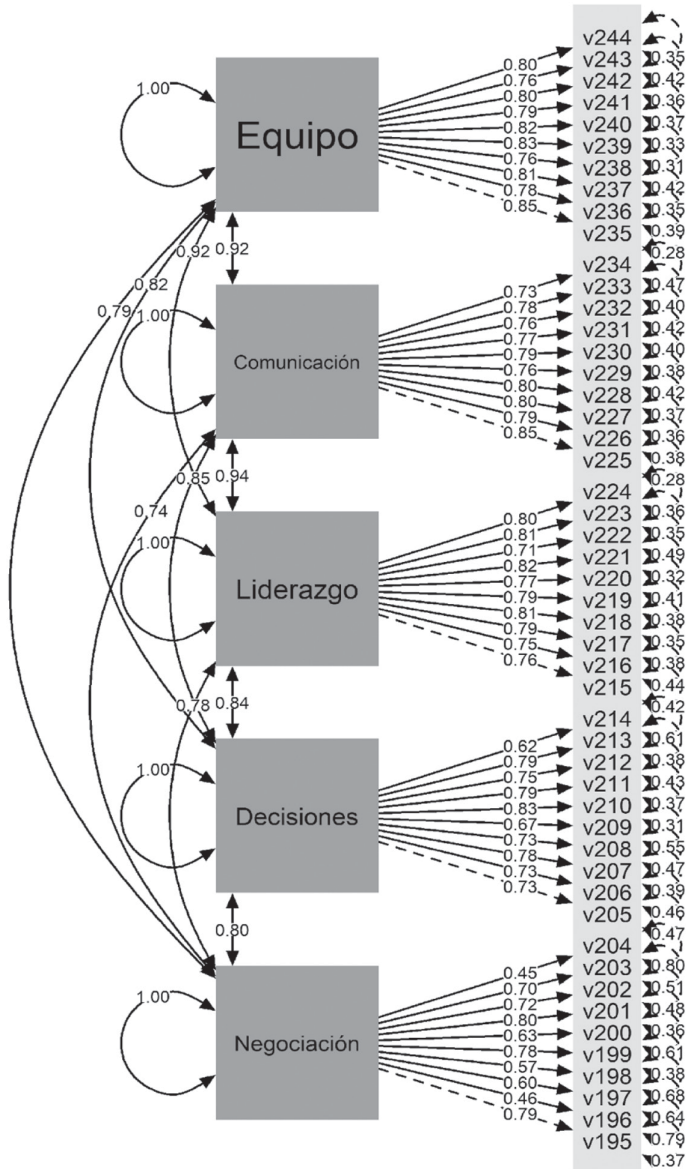 v244
0.80
v243
0.35
1.00
0.76
v242
0.42
0.80
v241
0.36
0.79
v240
0.37
Equipo
0.82
v239
0.33
0.83
v238
0.31
0.76
v237
0.42
0.81
v236
0.35
0.78
v235
0.39
0.85
0.92
0.92
0.28
0.82
0.79
v234
0.73
v233
0.47
1.00
0.78
v232
0.40
0.76
v231
0.42
0.77
v230
0.40
Comunicación
0.79
v229
0.38
0.76
v228
0.42
0.80
v227
0.37
0.80
v226
0.36
0.79
v225
0.38
0.85
0.85
0.94
0.28
0.74
v224
0.80
v223
0.36
1.00
0.81
v222
0.35
0.71
v221
0.49
0.82
v220
0.32
Liderazgo
0.77
v219
0.41
0.79
v218
0.38
0.81
v217
0.35
0.79
v216
0.38
0.75
v215
0.44
0.76
0.78
0.84
0.42
v214
0.62
v213
0.61
1.00
0.79
v212
0.38
0.75
v211
0.43
0.79
v210
0.37
Decisiones
0.83
v209
0.31
0.67
v208
0.55
0.73
v207
0.47
0.78
v206
0.39
0.73
v205
0.46
0.73
0.80
0.47
v204
0.45
v203
0.80
1.00
0.70
v202
0.51
0.72
v201
0.48
0.80
v200
0.36
Negociación
0.63
v199
0.61
0.78
v198
0.38
0.57
v197
0.68
0.60
v196
0.64
0.46
v195
0.79
0.79
0.37